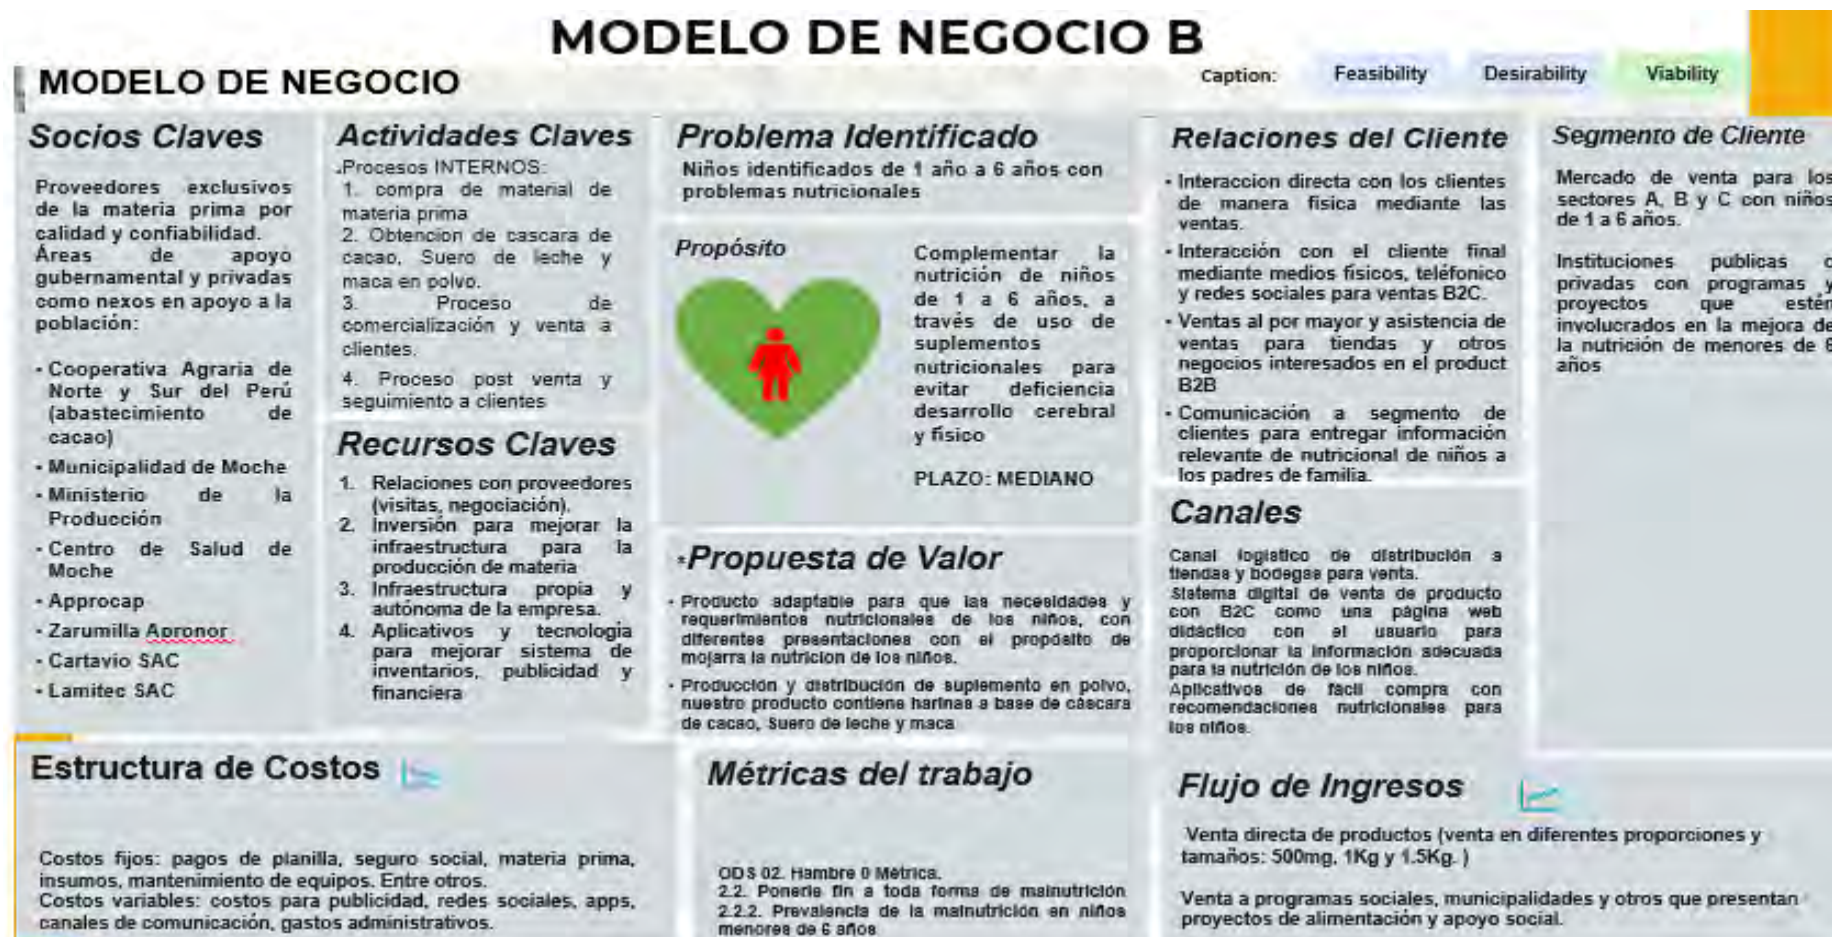 MODELO DE NEGOCIO B
MODELO DE NEGOCIO
Caption:
Feasibility
Desirability
Viability
Socios Claves
Proveedores exclusivos
de la materia prima por
calidad y confiabilidad.
Áreas de apoyo
gubernamental y privadas
como nexos en apoyo a la
población:
- Cooperativa Agraria de
Norte y Sur del Perú
(abastecimiento de
cacao)
- Municipalidad de Moche
- Ministerio de la
Producción
- Centro de Salud de
Moche
- Approcap
- Zarumilla Apronor
- Cartavio SAC
- Lamitec SAC
Actividades Claves
Procesos INTERNOS:
1. compra de material de
materia prima
2. Obtencion de cascara de
cacao, Suero de leche y
maca en polvo.
3. Proceso de
comercialización y venta a
clientes.
4. Proceso post venta y
seguimiento a clientes
Recursos Claves
1. Relaciones con proveedores
(visitas, negociación).
2. Inversión para mejorar la
infraestructura para la
producción de materia
3. Infraestructura propia y
autónoma de la empresa.
4. Aplicativos y tecnología
para mejorar sistema de
inventarios, publicidad y
financiera
Problema Identificado
Niños identificados de 1 año a 6 años con
problemas nutricionales
Propósito
Complementar la
nutrición de niños
de 1 a 6 años, a
través de uso de
suplementos
nutricionales para
evitar deficiencia
desarrollo cerebral
y físico
PLAZO: MEDIANO
Propuesta de Valor
- Producto adaptable para que las necesidades y
requerimientos nutricionales de los niños, con
diferentes presentaciones con el propósito de
mojarra la nutricion de los niños.
- Producción y distribución de suplemento en polvo,
nuestro producto contiene harinas a base de cáscara
de cacao, Suero de leche y maca
Relaciones del Cliente
- Interaccion directa con los clientes
de manera física mediante las
ventas.
- Interacción con el cliente final
mediante medios físicos, teléfonico
y redes sociales para ventas B2C.
- Ventas al por mayor y asistencia de
ventas para tiendas y otros
negocios interesados en el product
B2B
- Comunicación a segmento de
clientes para entregar información
relevante de nutricional de niños a
los padres de familia.
Canales
Canal logístico de distribución a
tiendas y bodegas para venta.
Sistema digital de venta de producto
con B2C como una página web
didáctico con el usuario para
proporcionar la información adecuada
para la nutrición de los niños.
Aplicativos de fácil compra con
recomendaciones nutricionales para
los niños.
Segmento de Cliente
Mercado de venta para los
sectores A, B y C con niños
de 1 a 6 años.
Instituciones publicas o
privadas con programas y
proyectos que estén
involucrados en la mejora de
la nutrición de menores de 6
años
Estructura de Costos
Costos fijos: pagos de planilla, seguro social, materia prima,
insumos, mantenimiento de equipos. Entre otros.
Costos variables: costos para publicidad, redes sociales, apps,
canales de comunicación, gastos administrativos.
Métricas del trabajo
ODS 02. Hambre 0 Métrica.
2.2. Ponerle fin a toda forma de malnutrición
2.2.2. Prevalencia de la malnutrición en niños
menores de 6 años
Flujo de Ingresos
Venta directa de productos (venta en diferentes proporciones y
tamaños: 500mg, 1Kg y 1.5Kg. )
Venta a programas sociales, municipalidades y otros que presentan
proyectos de alimentación y apoyo social.